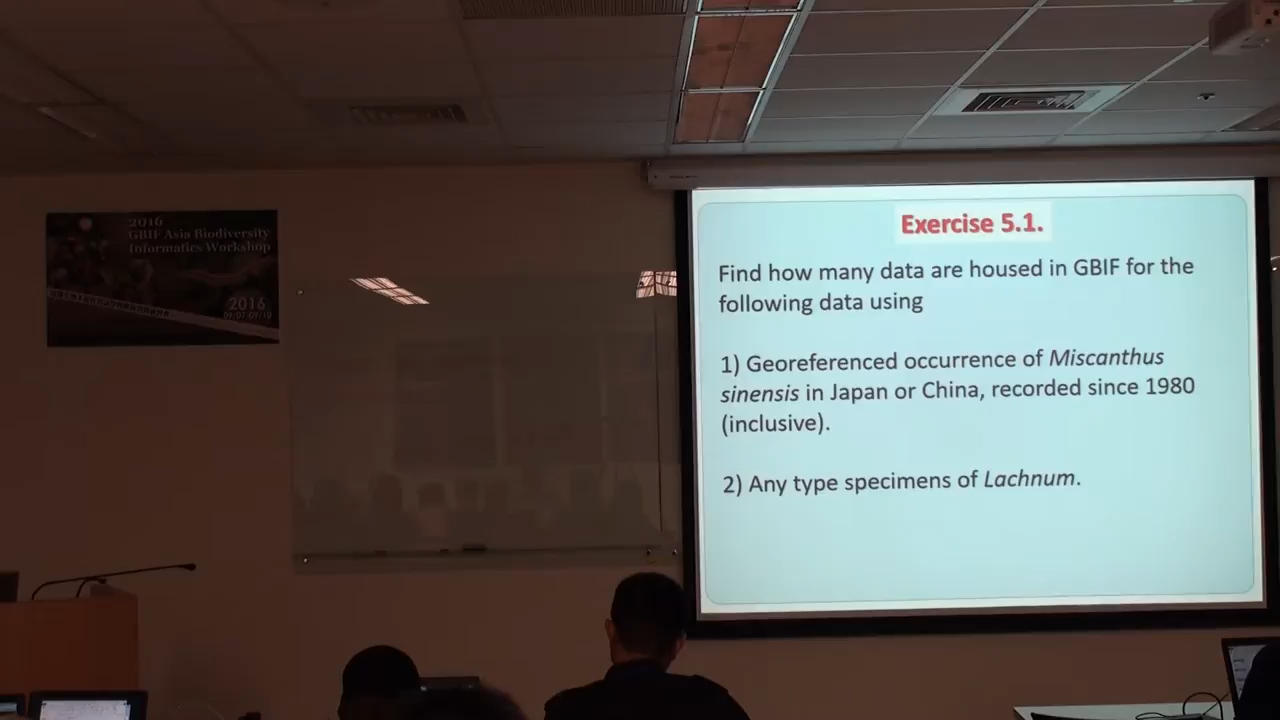 2016
GBIF Asia Biodiversity
Informatics Workshop
2016
Exercise 5.1.
Find how many data are housed in GBIF for the
following data using
1) Georeferenced occurrence of Miscanthus
sinensis in Japan or China, recorded since 1980
(inclusive).
2) Any type specimens of Lachnum.